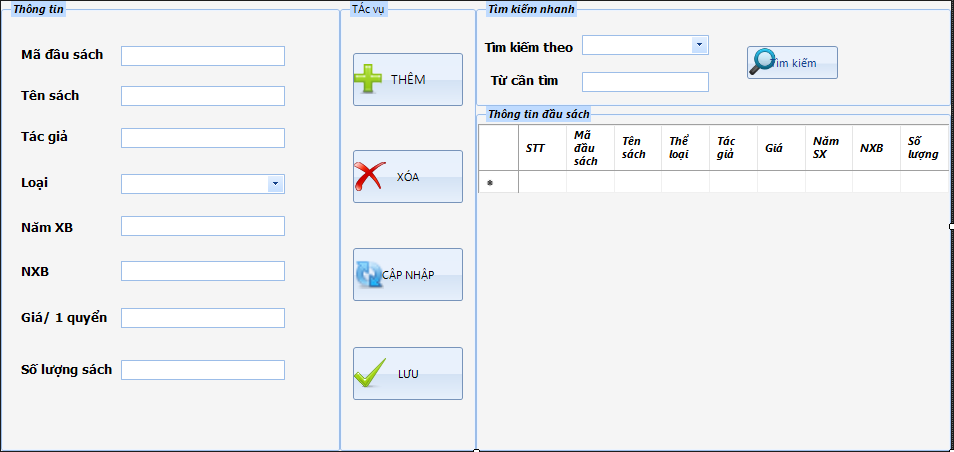 Thông tin
Mã đầu sách
Tên sách
Tác giả
Loại
Năm XB
NXB
Giá/ 1 quyển
Số lượng sách
TÁc vụ
THÊM
XÓA
CẬP NHẬP
LƯU
Tìm kiếm nhanh
Tìm kiếm theo
Từ cần tìm
Tìm kiếm
Thông tin đầu sách
STT Mã đầu sách Tên sách Thể loại Tác giả Giá Năm SX NXB Số lượng